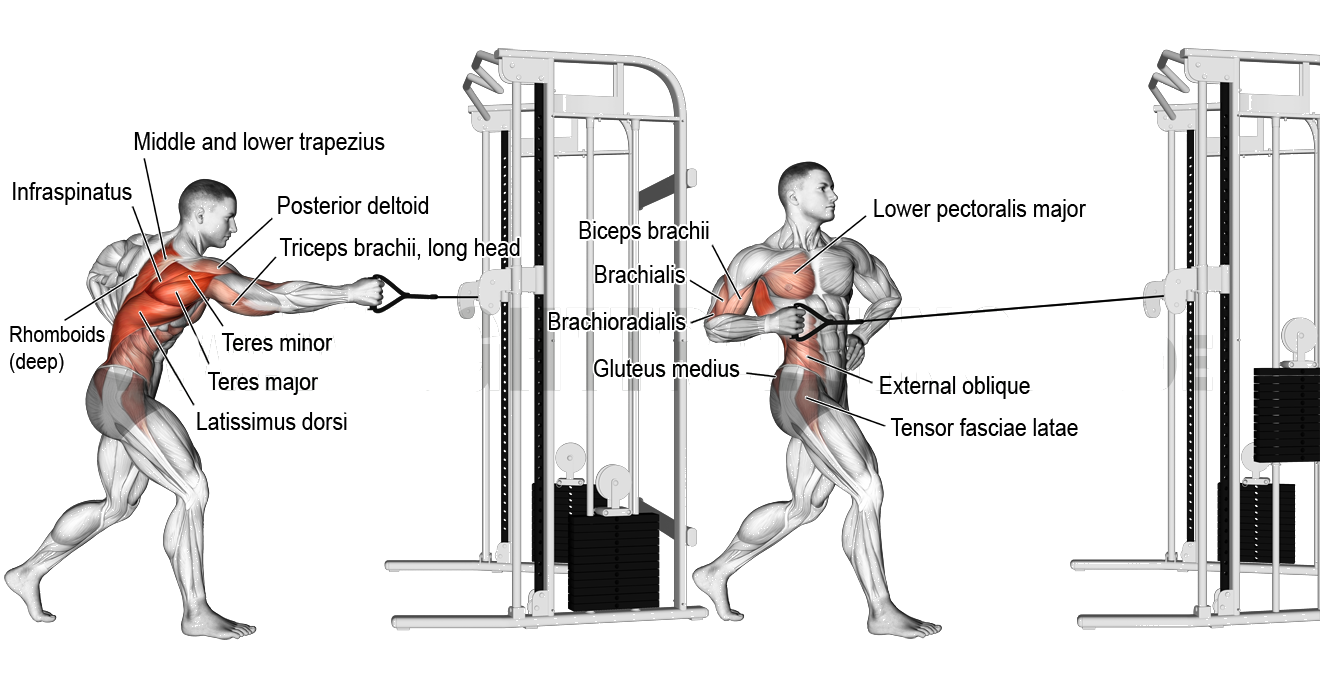 Middle and lower trapezius
Infraspinatus
Posterior deltoid
Triceps brachii, long head
Rhomboids
(deep)
Teres minor
Teres major
Latissimus dorsi
Lower pectoralis major
Biceps brachii
Brachialis
Brachioradialis
Gluteus medius
External oblique
Tensor fasciae latae